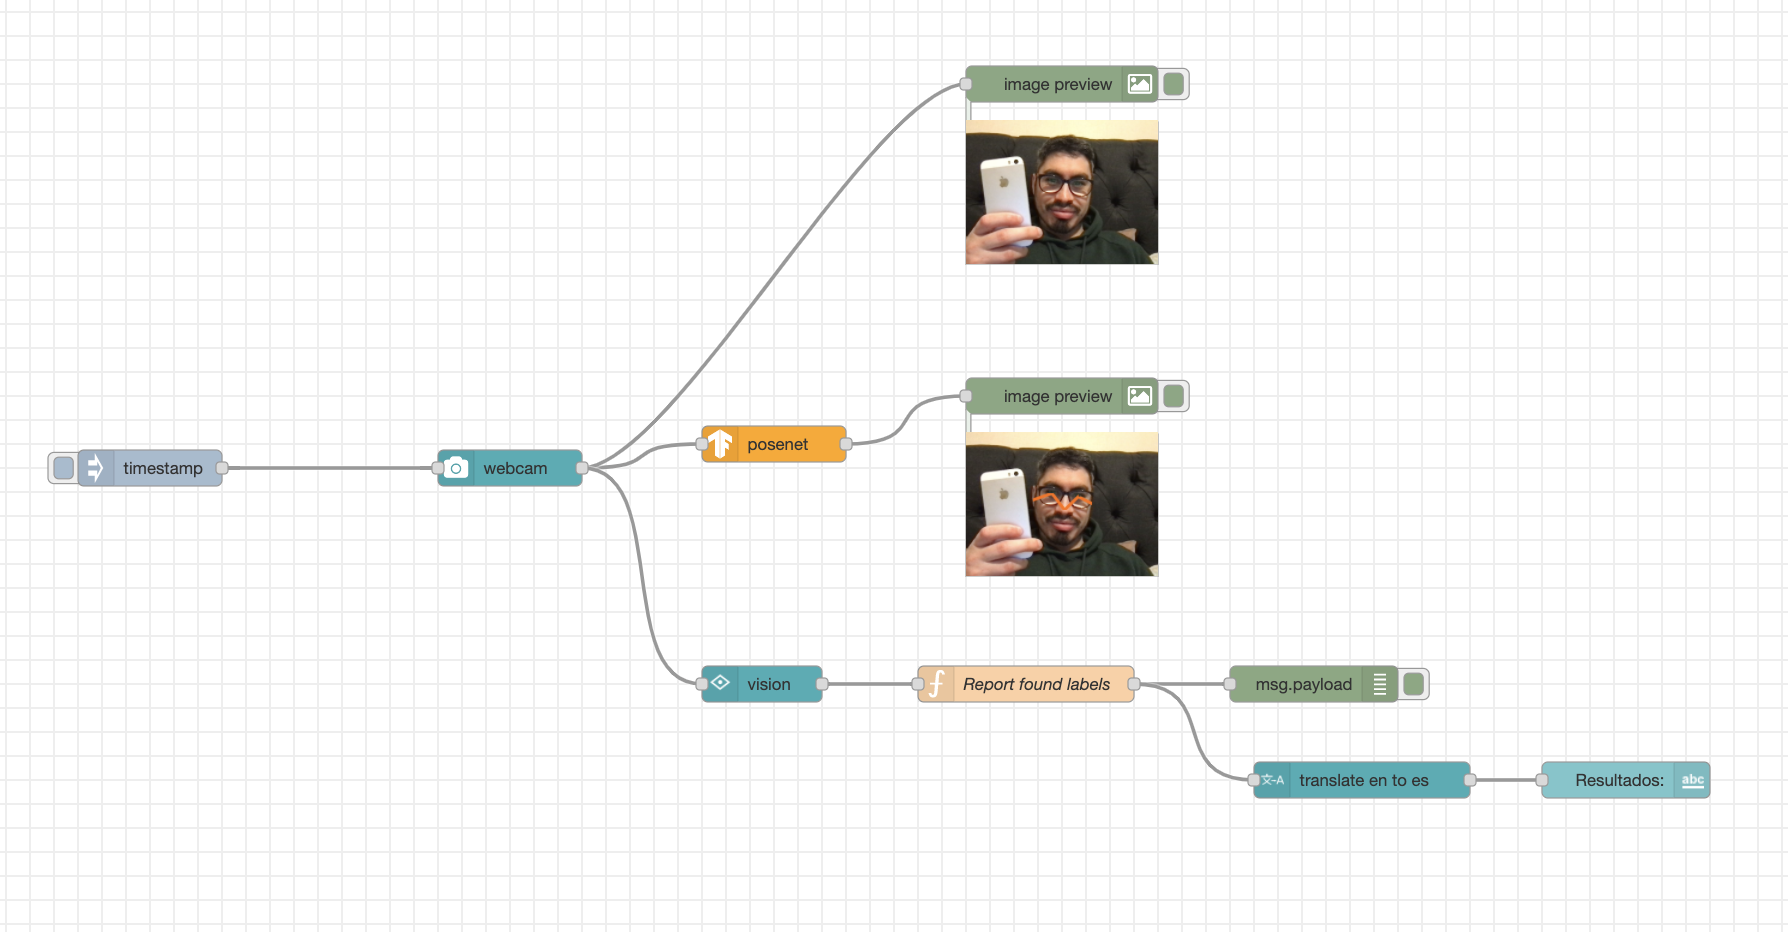 image preview
image preview
posenet
timestamp
webcam
vision
Report found labels
msg.payload
文-A
translate en to es
Resultados:
abc